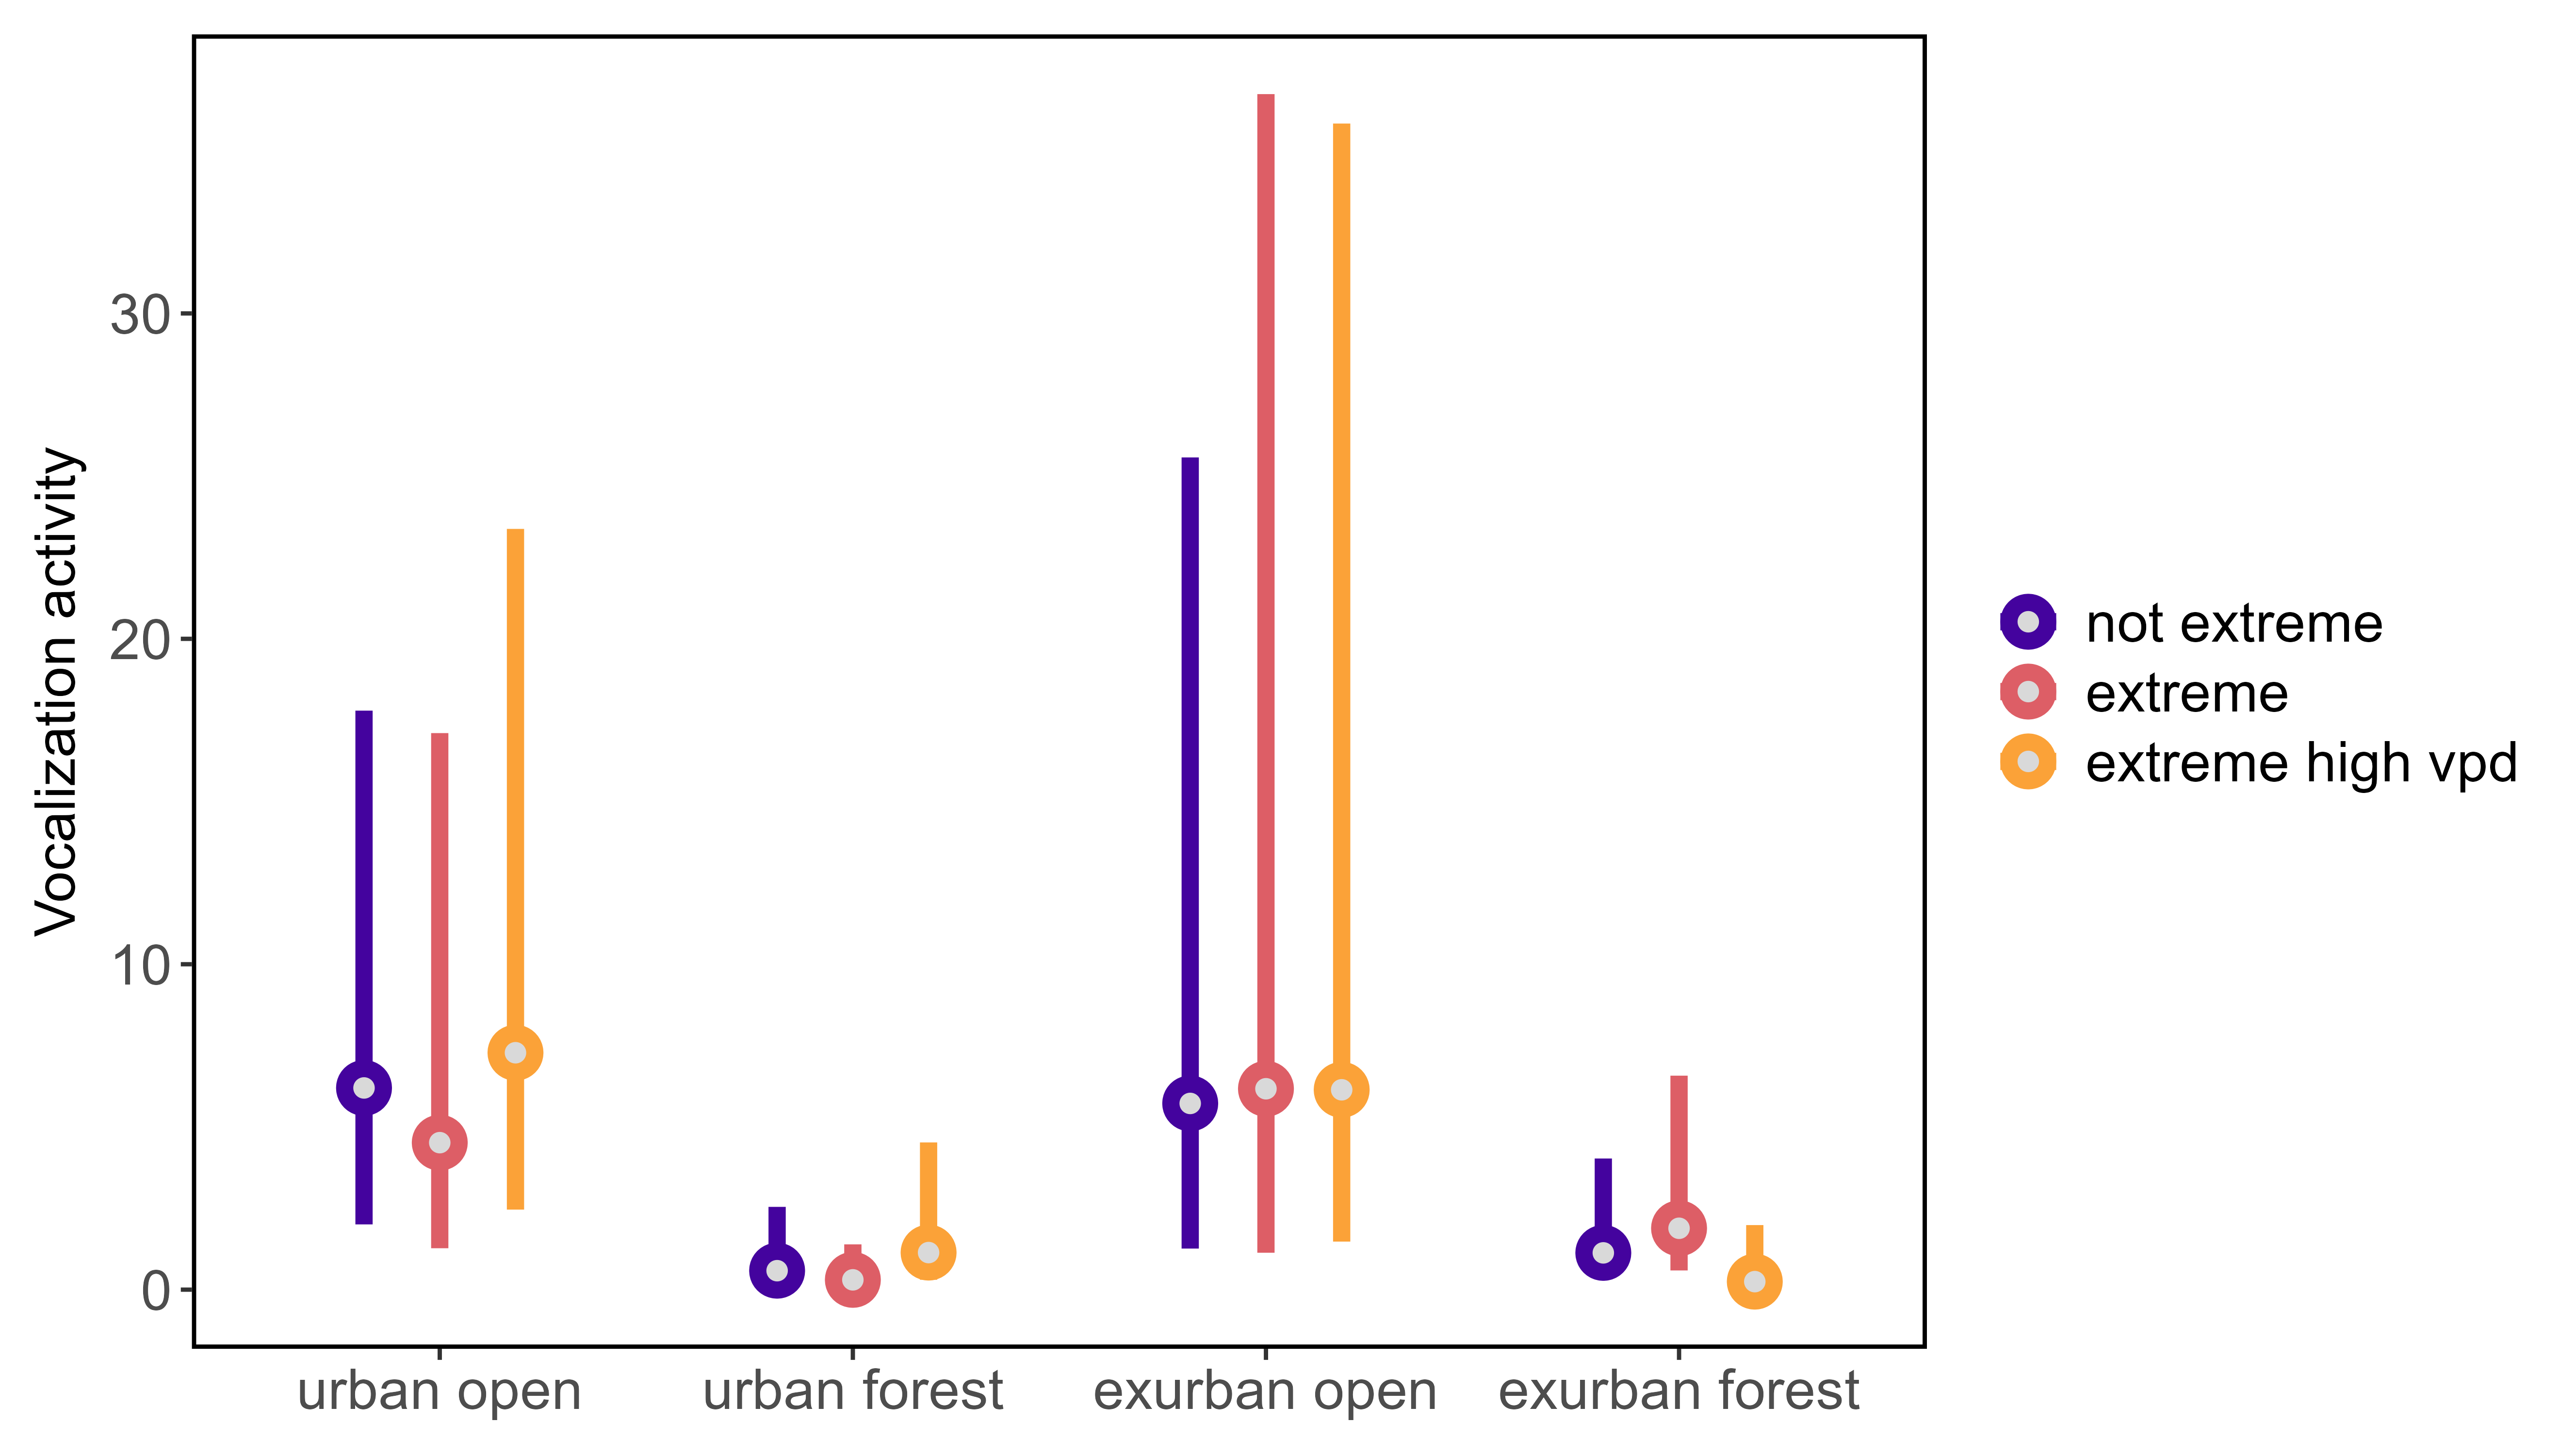 Vocalization activity
30
20
10
0
urban open
urban forest
exurban open
exurban forest
not extreme
extreme
extreme high vpd